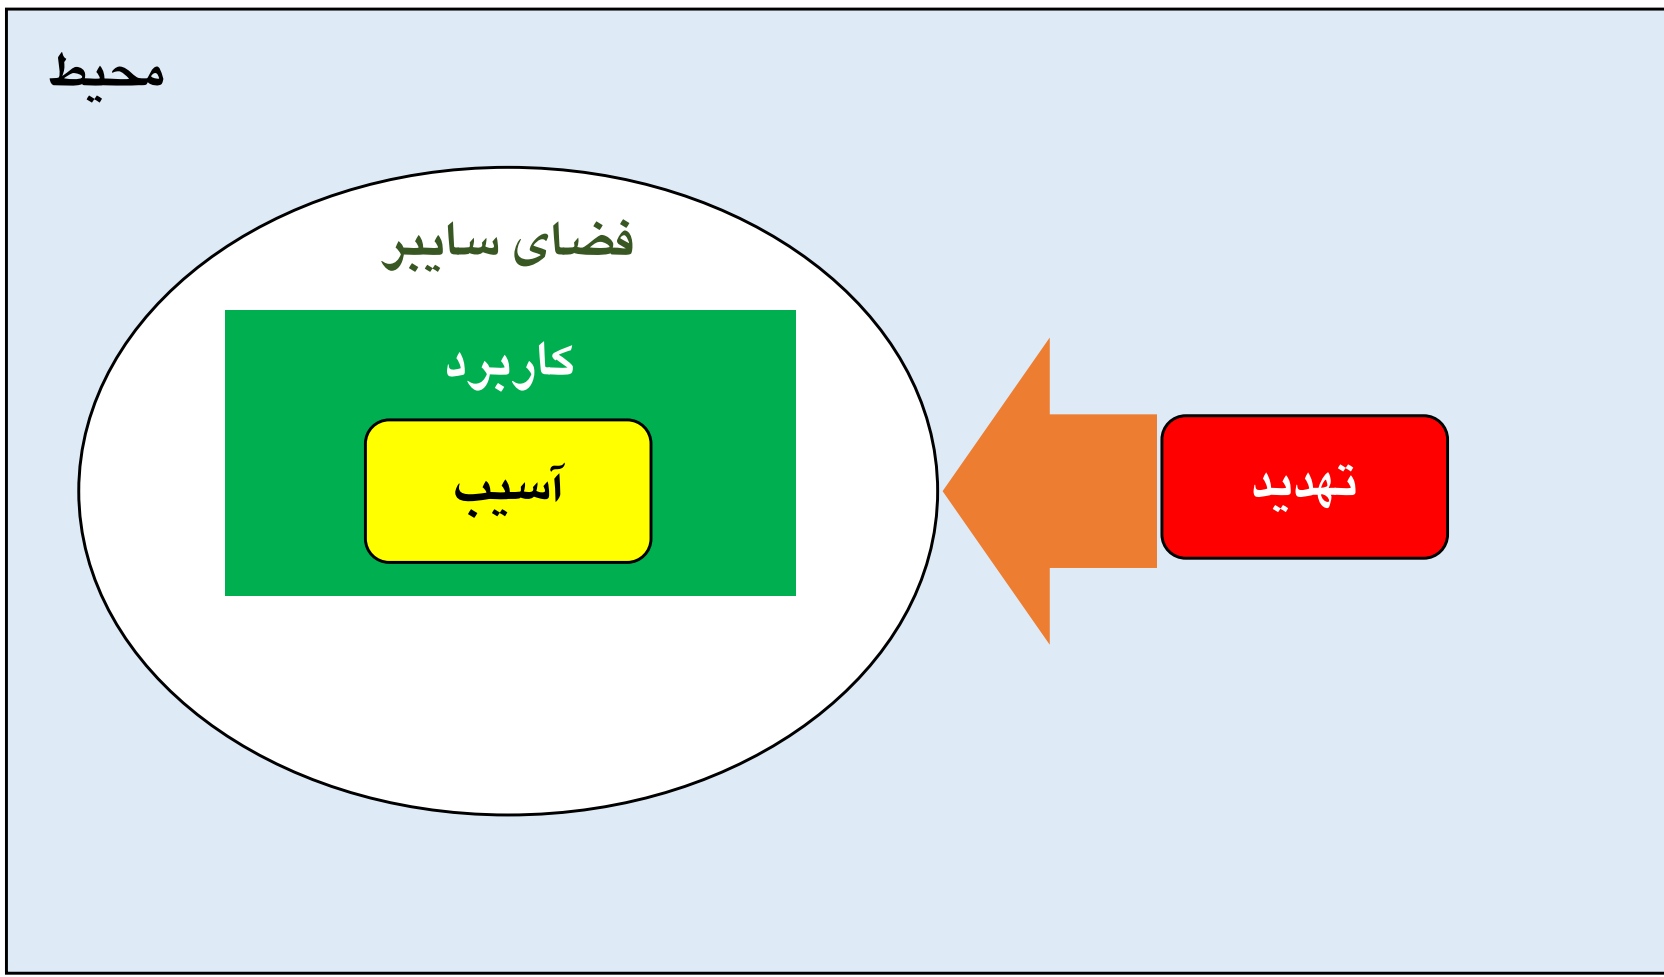 محیط
فضای سایبر
کاربرد
آسیب
تهدید